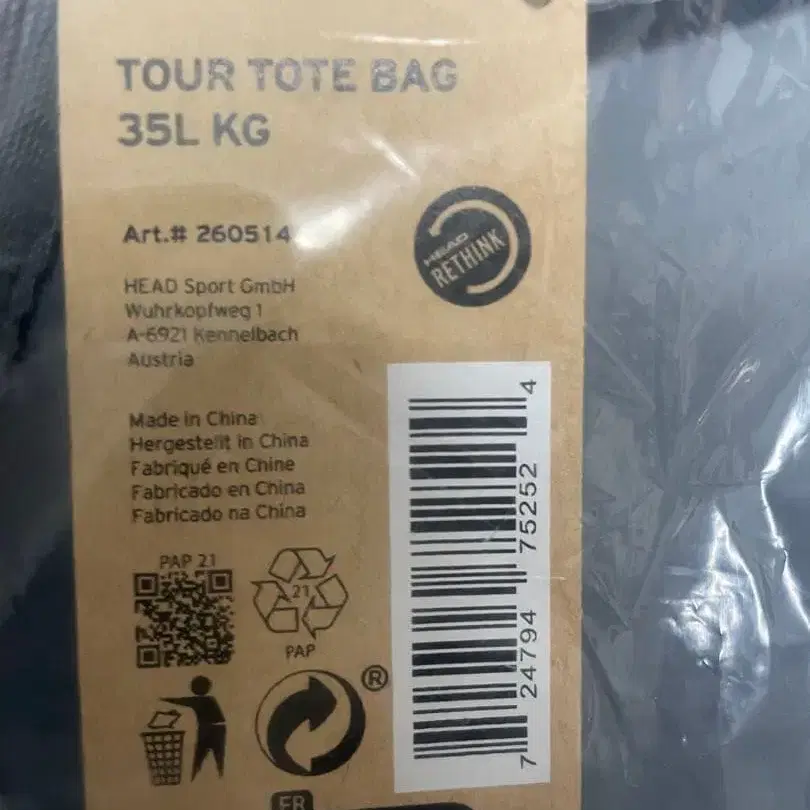 TOUR TOTE BAG
35L KG
Art.# 260514
HEAD
RETHINK
HEAD Sport GmbH
Wuhrkopfweg 1
A-6921 Kennelbach
Austria
Made in China
Hergestellt in China
Fabriqué en Chine
Fabricado en China
Fabricado na China
PAP 21
21
PAP
®
FR
7 24794 75252 4